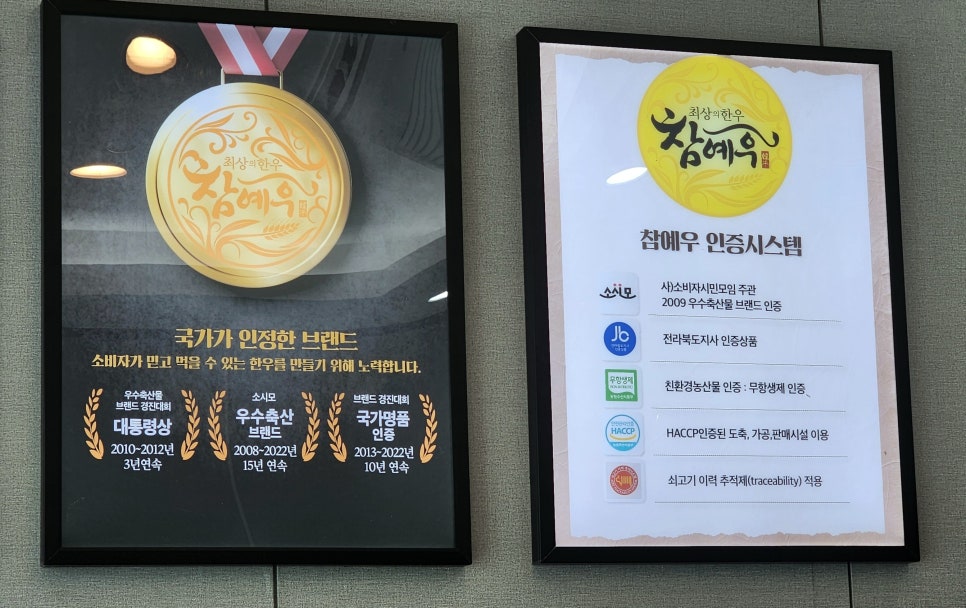 최상의한우
참예우
국가가 인정한 브랜드
소비자가 믿고 먹을 수 있는 한우를 만들기 위해 노력합니다.
우수축산물
브랜드 경진대회
대통령상
2010~2012년
3년연속
소시모
우수축산
브랜드
2008~2022년
15년 연속
브랜드 경진대회
국가명품
인증
2013~2022년
10년 연속
최상의한우
참예우
참예우 인증시스템
소시모
사)소비자시민모임 주관
2009 우수축산물 브랜드 인증
Jb
전라북도지사 인증상품
무항생제
친환경농산물 인증 : 무항생제 인증
HACCP
HACCP인증된 도축, 가공,판매시설 이용
쇠고기 이력 추적제(traceability) 적용